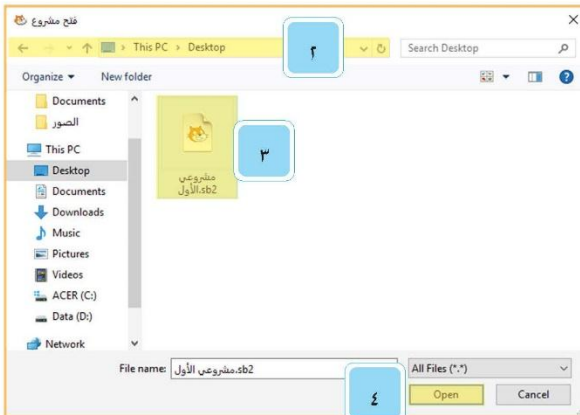 فتح مشروع
This PC > Desktop
٢
Search Desktop
Organize
New folder
Documents
الصور
This PC
Desktop
Documents
Downloads
Music
Pictures
Videos
ACER (C:)
Data (D:)
Network
مشروعي
الأول.sb2
٣
File name:
مشروعي الأول.sb2
All Files (*.*)
٤
Open
Cancel